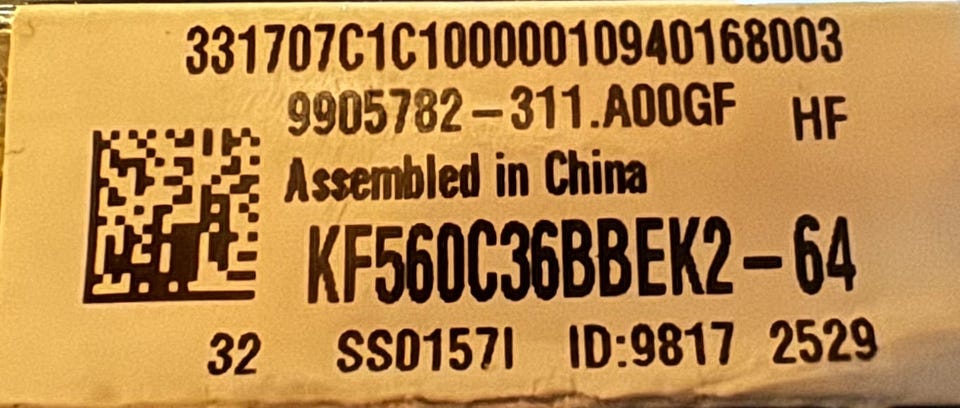 331707C1C10000010940168003
9905782-311.A00GF HF
Assembled in China
KF560C36BBEK2-64
32 SS0157I ID:9817 2529